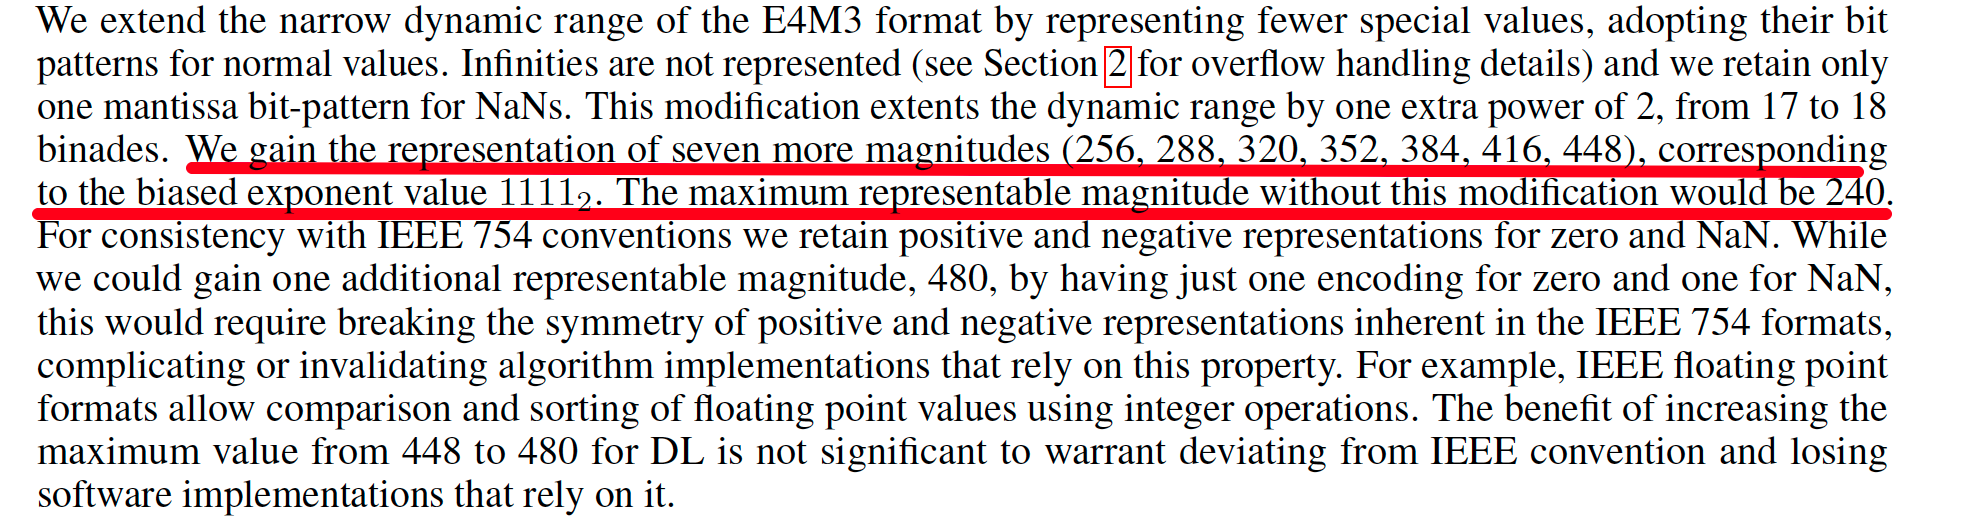 We extend the narrow dynamic range of the E4M3 format by representing fewer special values, adopting their bit
patterns for normal values. Infinities are not represented (see Section 2 for overflow handling details) and we retain only
one mantissa bit-pattern for NaNs. This modification extents the dynamic range by one extra power of 2, from 17 to 18
binades. We gain the representation of seven more magnitudes (256, 288, 320, 352, 384, 416, 448), corresponding
to the biased exponent value 1111₂. The maximum representable magnitude without this modification would be 240.
For consistency with IEEE 754 conventions we retain positive and negative representations for zero and NaN. While
we could gain one additional representable magnitude, 480, by having just one encoding for zero and one for NaN,
this would require breaking the symmetry of positive and negative representations inherent in the IEEE 754 formats,
complicating or invalidating algorithm implementations that rely on this property. For example, IEEE floating point
formats allow comparison and sorting of floating point values using integer operations. The benefit of increasing the
maximum value from 448 to 480 for DL is not significant to warrant deviating from IEEE convention and losing
software implementations that rely on it.